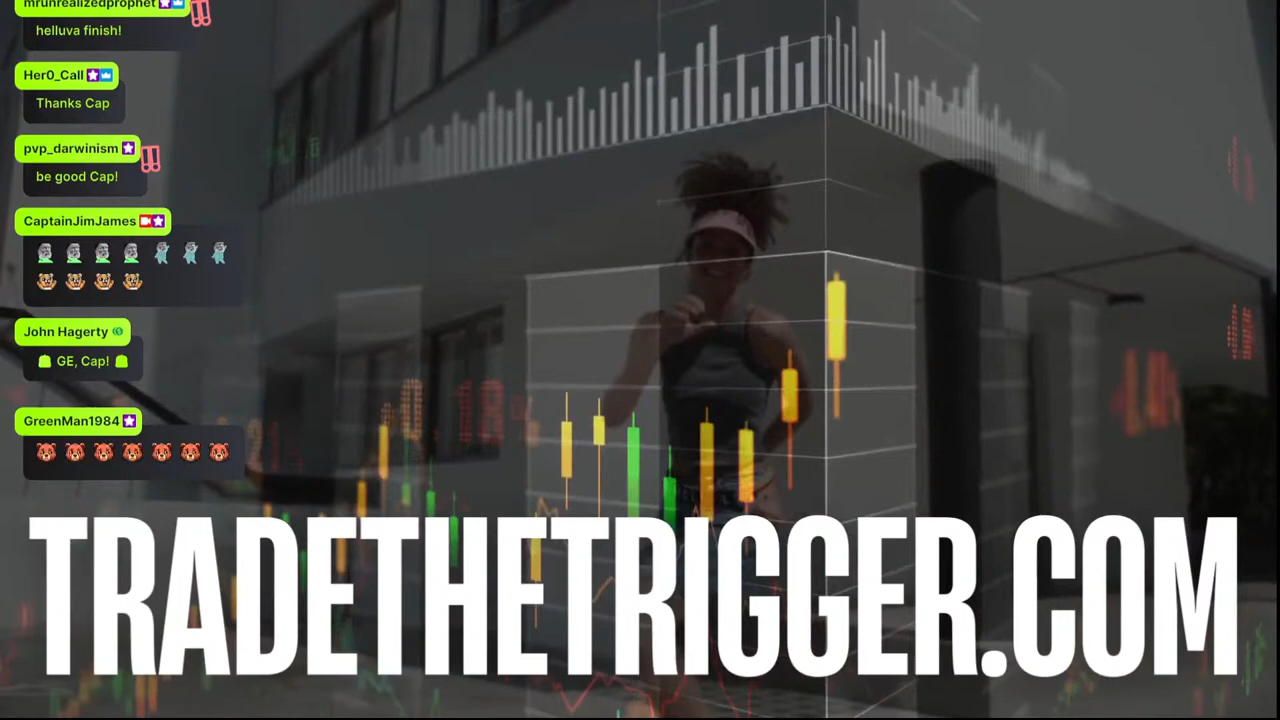 mrunrealizedprophet
helluva finish!
Her0_Call
Thanks Cap
pvp_darwinism
be good Cap!
CaptainJimJames
John Hagerty
GE, Cap!
GreenMan1984
TRADETHETRIGGER.COM